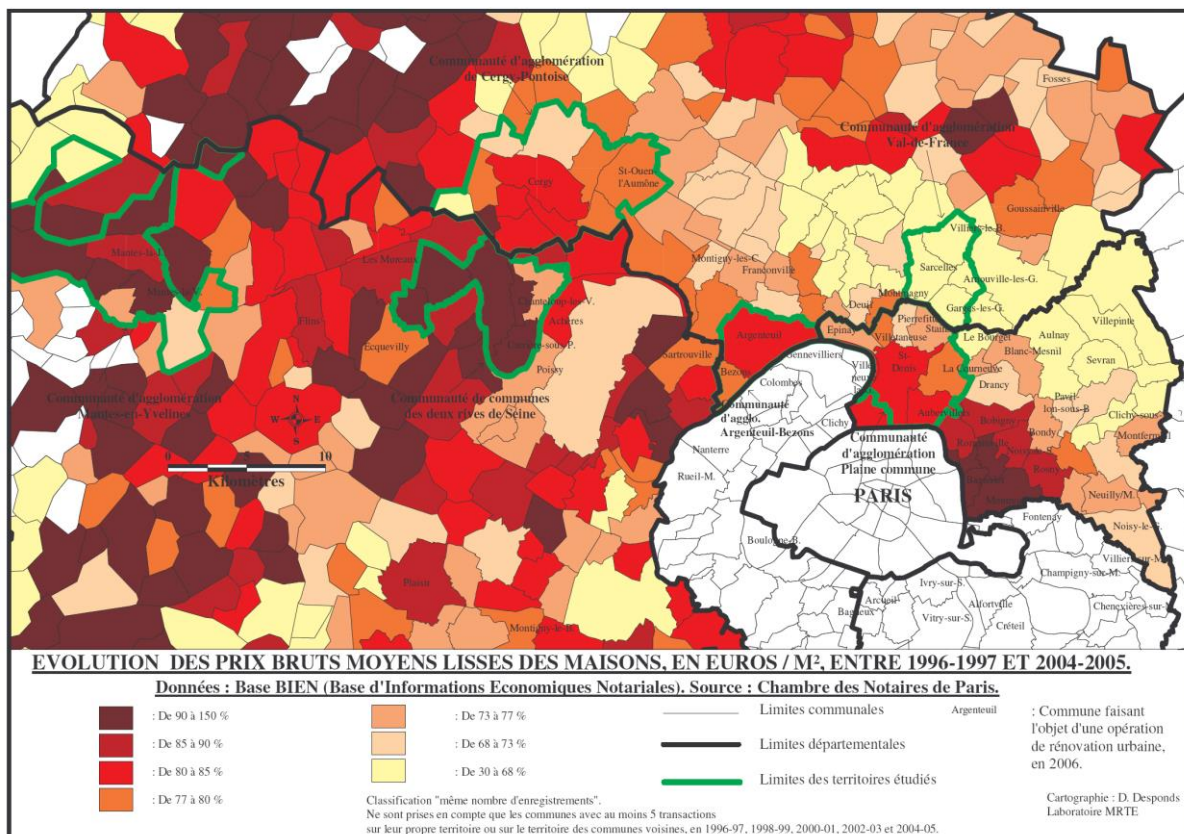 Communauté d'agglomération
de Cergy-Pontoise
Fosses
Communauté d'agglomération
Val-de-France
Cergy
St-Ouen
l'Aumône
Goussainville
Villiers-le-B.
Mantes-la-J.
Les Mureaux
Montigny-les-C.
Franconville
Sarcelles
Arnouville-les-G.
Montmagny
Garges-les-G.
Deuil
Chanteloup-les-V.
Achères
Carrière-sous-P.
Poissy
Ecquevilly
Argenteuil
Epinay
Pierrefitte
Stains
Villetaneuse
Le Bourget
Aulnay
Villepinte
Blanc-Mesnil
Sevran
Sartrouville
Bezons
Gennevilliers
St-
Denis
La Courneuve
Drancy
Colombes
Pavil
lon-sous-B
Clichy-sous
Communauté d'agglomération
Mantes-en-Yvelines
Communauté de communes
des deux rives de Seine
Communauté
d'agglo.
Argenteuil-Bezons
Clichy
Aubervilliers
Bobigny
Bondy
Montfermeil
Communauté
d'agglomération
Plaine commune
Romainville
Noisy-le-S.
Rosny
Nanterre
Rueil-M.
PARIS
Bagnolet
Neuilly/M.
N
W E
S
0 5 10
Kilomètres
Fontenay
Noisy-le-G.
Boulogne-B.
Villiers-sur-M.
Champigny-sur-M.
Plaisir
Ivry-sur-S.
Arcueil
Alfortville
Bagneux
Vitry-sur-S.
Créteil
Montigny-le-B.
EVOLUTION DES PRIX BRUTS MOYENS LISSES DES MAISONS, EN EUROS / M², ENTRE 1996-1997 ET 2004-2005.
Données : Base BIEN (Base d'Informations Economiques Notariales). Source : Chambre des Notaires de Paris.
: De 90 à 150 %
: De 85 à 90 %
: De 80 à 85 %
: De 77 à 80 %
: De 73 à 77 %
: De 68 à 73 %
: De 30 à 68 %
Limites communales
Limites départementales
Limites des territoires étudiés
Argenteuil
: Commune faisant
l'objet d'une opération
de rénovation urbaine,
en 2006.
Classification "même nombre d'enregistrements".
Ne sont prises en compte que les communes avec au moins 5 transactions
sur leur propre territoire ou sur le territoire des communes voisines, en 1996-97, 1998-99, 2000-01, 2002-03 et 2004-05.
Cartographie : D. Desponds
Laboratoire MRTE